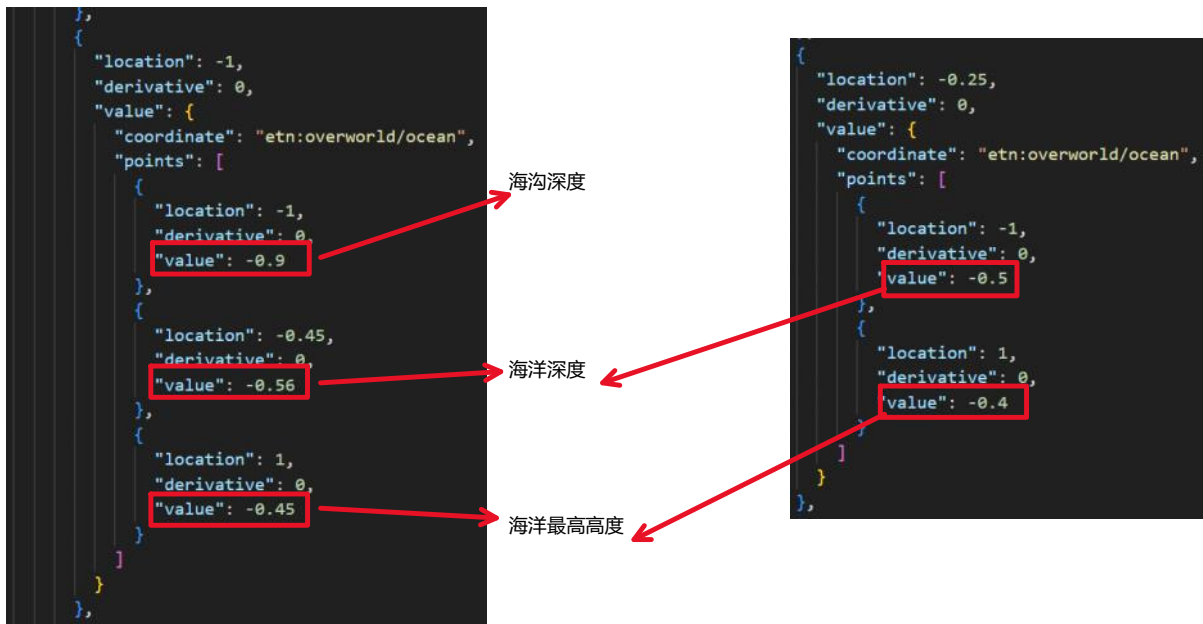 },
{
"location": -1,
"derivative": 0,
"value": {
"coordinate": "etn:overworld/ocean",
"points": [
{
"location": -1,
"derivative": 0,
"value": -0.9
},
{
"location": -0.45,
"derivative": 0,
"value": -0.56
},
{
"location": 1,
"derivative": 0,
"value": -0.45
}
]
}
},
海沟深度
海洋深度
海洋最高高度
{
"location": -0.25,
"derivative": 0,
"value": {
"coordinate": "etn:overworld/ocean",
"points": [
{
"location": -1,
"derivative": 0,
"value": -0.5
},
{
"location": 1,
"derivative": 0,
"value": -0.4
}
]
}
},